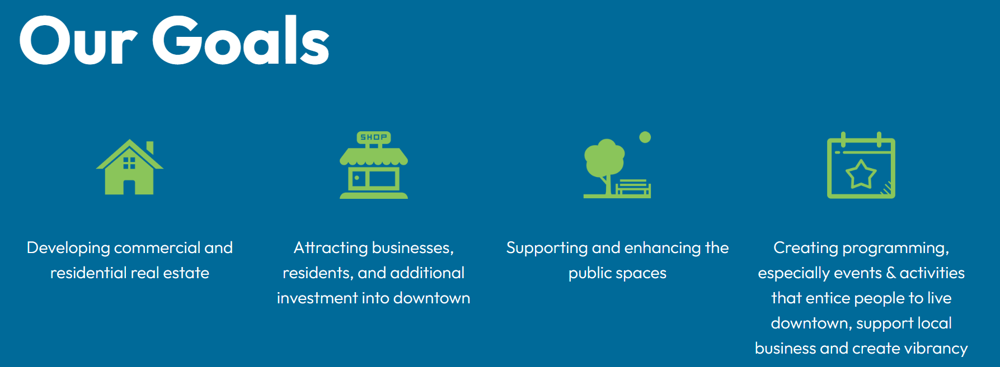 Our Goals
SHOP
Developing commercial and
residential real estate
Attracting businesses,
residents, and additional
investment into downtown
Supporting and enhancing the
public spaces
Creating programming,
especially events & activities
that entice people to live
downtown, support local
business and create vibrancy